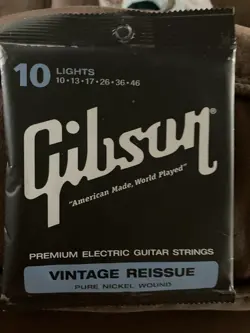 10 LIGHTS
10•13•17•26•36•46
Gibson®
"American Made, World Played"
PREMIUM ELECTRIC GUITAR STRINGS
VINTAGE REISSUE
PURE NICKEL WOUND